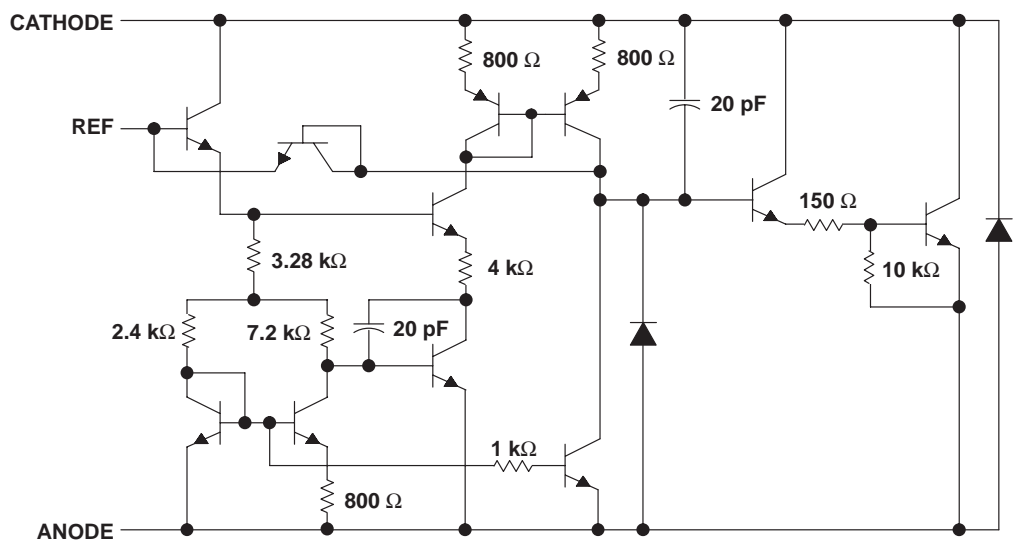 CATHODE
800 Ω
800 Ω
20 pF
REF
150 Ω
3.28 kΩ
4 kΩ
10 kΩ
2.4 kΩ
7.2 kΩ
20 pF
1 kΩ
800 Ω
ANODE